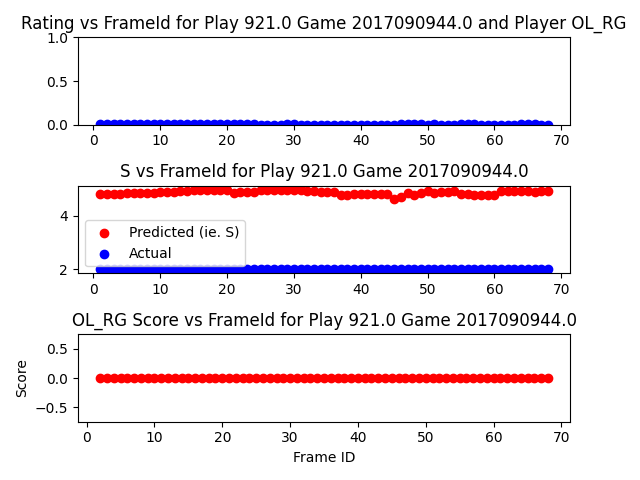 Rating vs FrameId for Play 921.0 Game 2017090944.0 and Player OL_RG
1.0
0.5
0.0
0 10 20 30 40 50 60 70
S vs FrameId for Play 921.0 Game 2017090944.0
4
2
Predicted (ie. S)
Actual
0 10 20 30 40 50 60 70
OL_RG Score vs FrameId for Play 921.0 Game 2017090944.0
Score
0.5
0.0
−0.5
0 10 20 30 40 50 60 70
Frame ID